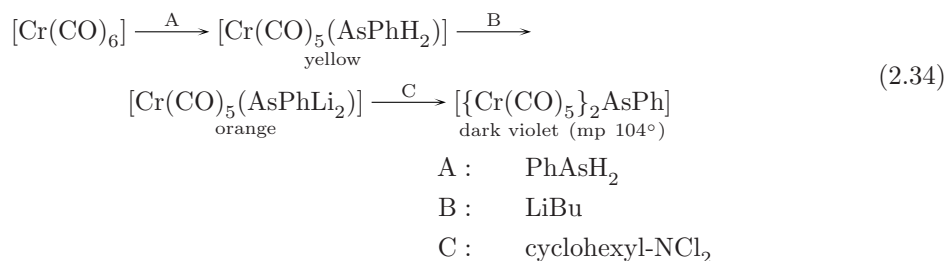 [Cr(CO)₆] —A→ [Cr(CO)₅(AsPhH₂)] —B→
yellow
[Cr(CO)₅(AsPhLi₂)] —C→ [{Cr(CO)₅}₂AsPh] (2.34)
orange dark violet (mp 104°)
A : PhAsH₂
B : LiBu
C : cyclohexyl-NCl₂